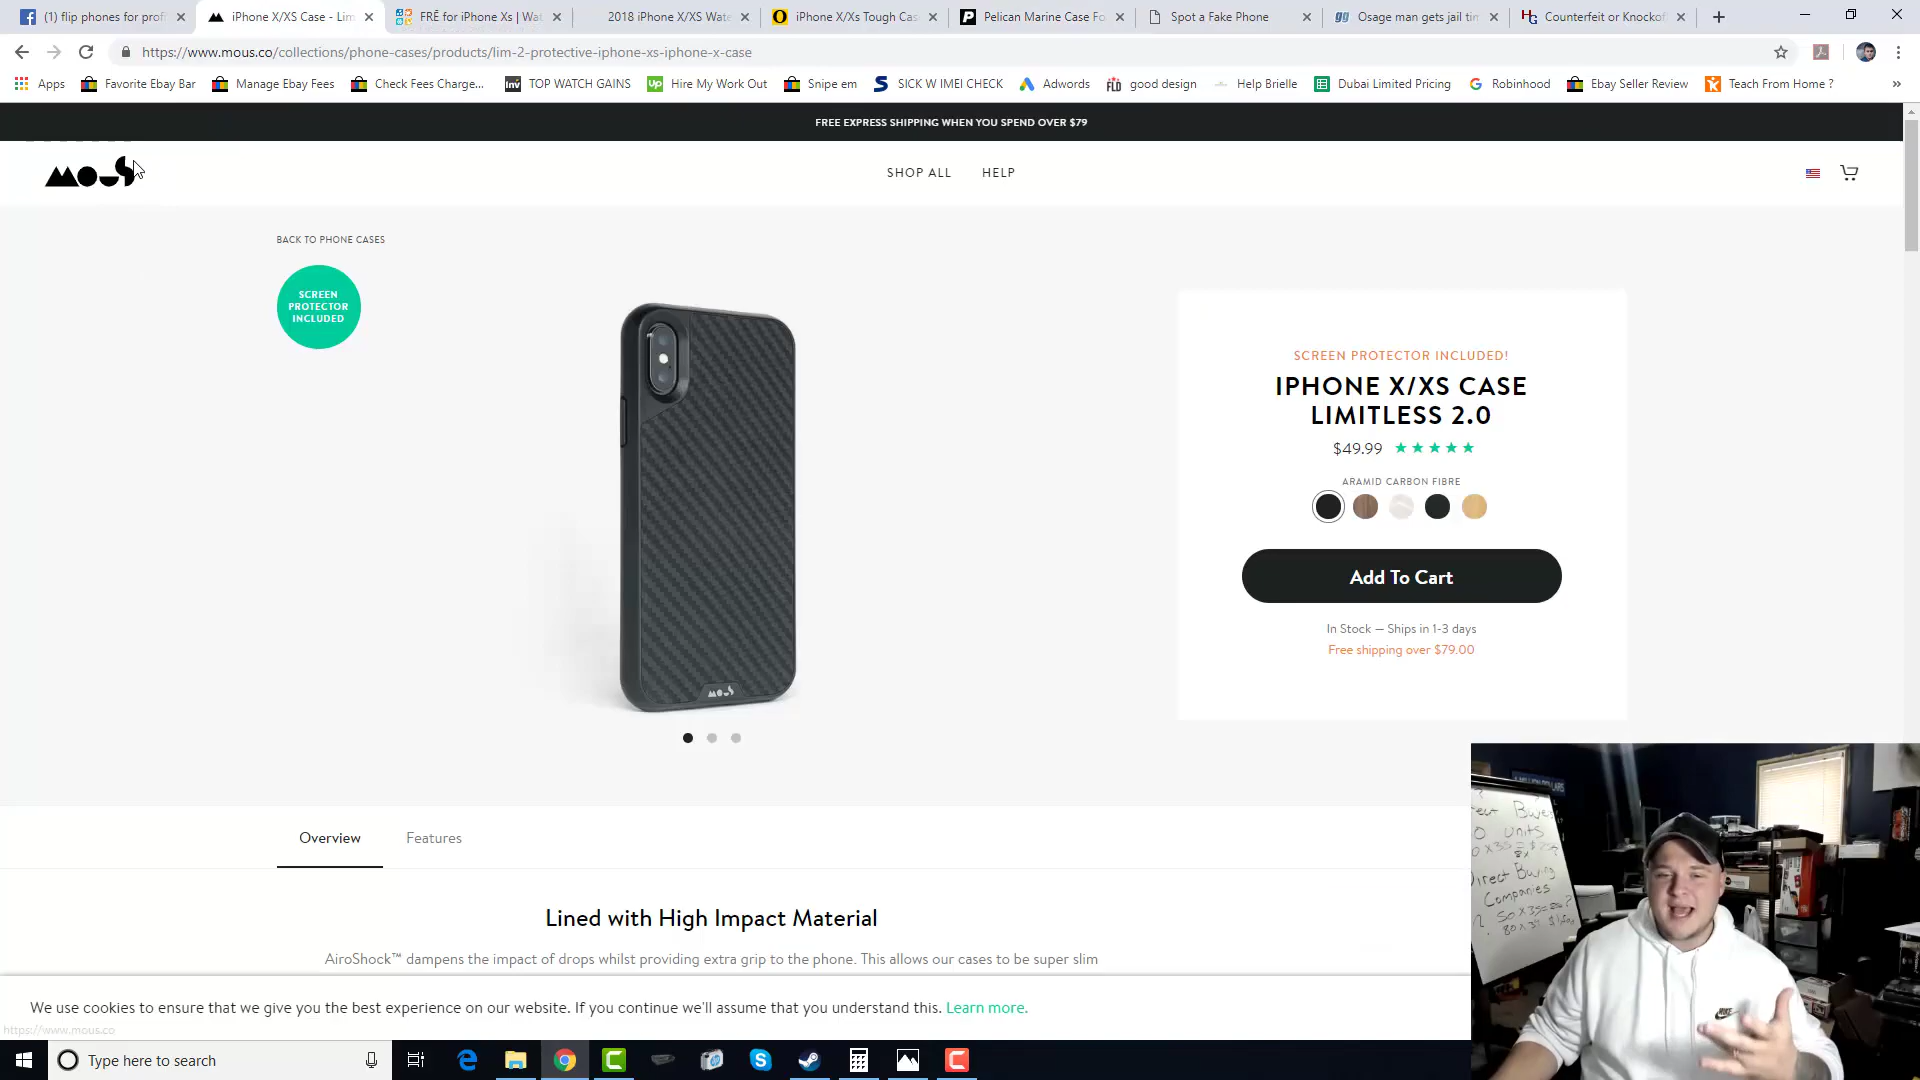 (1) flip phones for profi
iPhone X/XS Case - Lim
FRĒ for iPhone Xs | Wat
2018 iPhone X/XS Wate
iPhone X/Xs Tough Cas
Pelican Marine Case Fo
Spot a Fake Phone
Osage man gets jail tim
Counterfeit or Knockof
https://www.mous.co/collections/phone-cases/products/lim-2-protective-iphone-xs-iphone-x-case
Apps
Favorite Ebay Bar
Manage Ebay Fees
Check Fees Charge...
TOP WATCH GAINS
Hire My Work Out
Snipe em
SICK W IMEI CHECK
Adwords
good design
Help Brielle
Dubai Limited Pricing
Robinhood
Ebay Seller Review
Teach From Home ?
FREE EXPRESS SHIPPING WHEN YOU SPEND OVER $79
MOUS
SHOP ALL
HELP
BACK TO PHONE CASES
SCREEN
PROTECTOR
INCLUDED
SCREEN PROTECTOR INCLUDED!
IPHONE X/XS CASE
LIMITLESS 2.0
$49.99
ARAMID CARBON FIBRE
Add To Cart
In Stock — Ships in 1-3 days
Free shipping over $79.00
MOUS
Overview
Features
Lined with High Impact Material
AiroShock™ dampens the impact of drops whilst providing extra grip to the phone. This allows our cases to be super slim
We use cookies to ensure that we give you the best experience on our website. If you continue we'll assume that you understand this. Learn more.
https://www.mous.co
Direct Buying
Companies
Type here to search